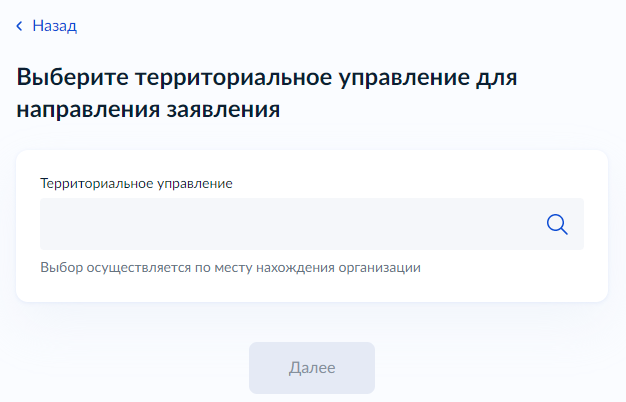 Назад
Выберите территориальное управление для
направления заявления
Территориальное управление
Выбор осуществляется по месту нахождения организации
Далее